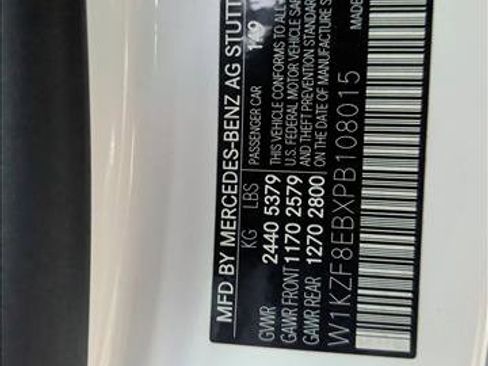 MFD BY MERCEDES-BENZ AG STUTT
KG LBS PASSENGER CAR
GVWR 2440 5379 THIS VEHICLE CONFORMS TO ALL
GAWR FRONT 1170 2579 U.S. FEDERAL MOTOR VEHICLE SAF
GAWR REAR 1270 2800 AND THEFT PREVENTION STANDARD
ON THE DATE OF MANUFACTURE S
W1KZF8EBXPB108015 MADE